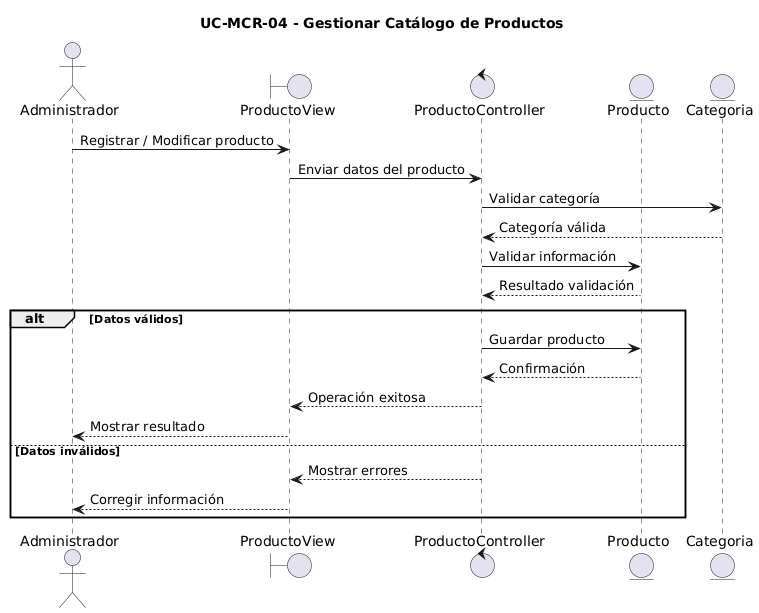 UC-MCR-04 - Gestionar Catálogo de Productos
Administrador
ProductoView
ProductoController
Producto
Categoria
Registrar / Modificar producto
Enviar datos del producto
Validar categoría
Categoría válida
Validar información
Resultado validación
alt
[Datos válidos]
Guardar producto
Confirmación
Operación exitosa
Mostrar resultado
[Datos inválidos]
Mostrar errores
Corregir información
Administrador
ProductoView
ProductoController
Producto
Categoria